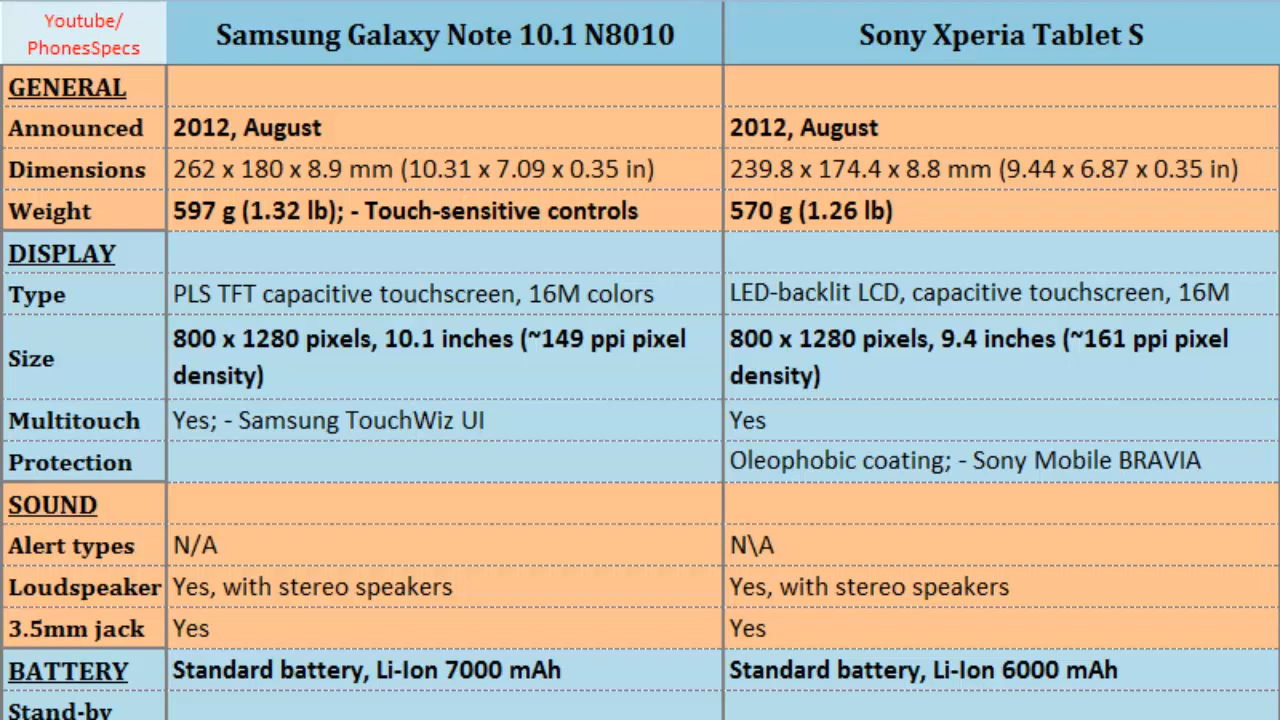 Youtube/
PhonesSpecs
Samsung Galaxy Note 10.1 N8010
Sony Xperia Tablet S
GENERAL
Announced 2012, August 2012, August
Dimensions 262 x 180 x 8.9 mm (10.31 x 7.09 x 0.35 in) 239.8 x 174.4 x 8.8 mm (9.44 x 6.87 x 0.35 in)
Weight 597 g (1.32 lb); - Touch-sensitive controls 570 g (1.26 lb)
DISPLAY
Type PLS TFT capacitive touchscreen, 16M colors LED-backlit LCD, capacitive touchscreen, 16M
Size
800 x 1280 pixels, 10.1 inches (~149 ppi pixel
density)
800 x 1280 pixels, 9.4 inches (~161 ppi pixel
density)
Multitouch Yes; - Samsung TouchWiz UI Yes
Protection Oleophobic coating; - Sony Mobile BRAVIA
SOUND
Alert types N/A N\A
Loudspeaker Yes, with stereo speakers Yes, with stereo speakers
3.5mm jack Yes Yes
BATTERY Standard battery, Li-Ion 7000 mAh Standard battery, Li-Ion 6000 mAh
Stand-by